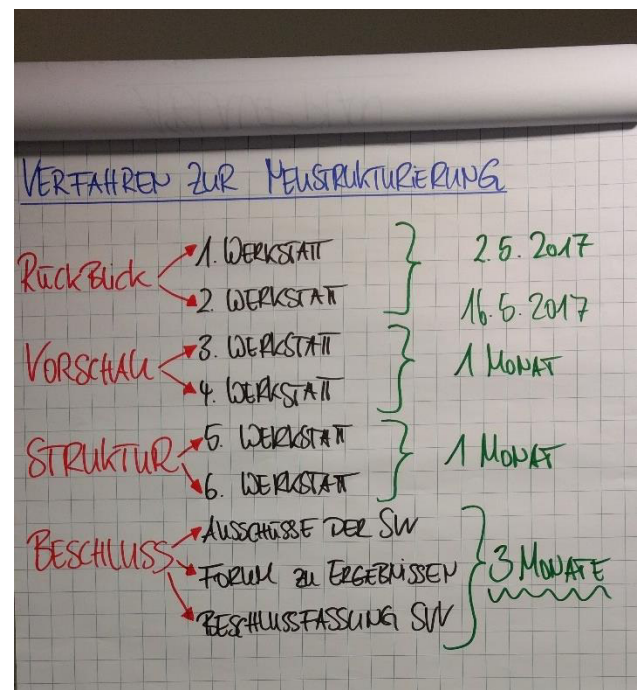 VERFAHREN ZUR NEUSTRUKTURIERUNG
RÜCKBLICK
1. WERKSTATT
2. WERKSTATT
2.5.2017
16.5.2017
VORSCHAU
3. WERKSTATT
4. WERKSTATT
1 MONAT
STRUKTUR
5. WERKSTATT
6. WERKSTATT
1 MONAT
BESCHLUSS
AUSSCHÜSSE DER SW
FORUM ZU ERGEBNISSEN
BESCHLUSSFASSUNG SW
3 MONATE